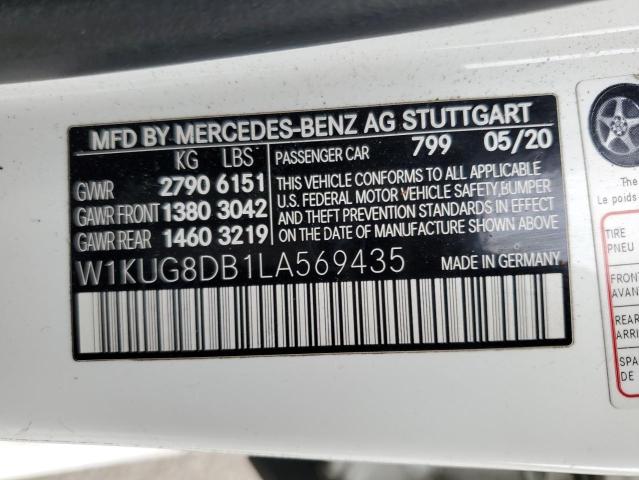 MFD BY MERCEDES-BENZ AG STUTTGART
KG LBS
GVWR 2790 6151
GAWR FRONT 1380 3042
GAWR REAR 1460 3219
PASSENGER CAR 799 05/20
THIS VEHICLE CONFORMS TO ALL APPLICABLE
U.S. FEDERAL MOTOR VEHICLE SAFETY,BUMPER
AND THEFT PREVENTION STANDARDS IN EFFECT
ON THE DATE OF MANUFACTURE SHOWN ABOVE
W1KUG8DB1LA569435 MADE IN GERMANY
The
Le poids
TIRE
PNEU
FRONT
AVAN
REAR
ARRI
SPA
DE